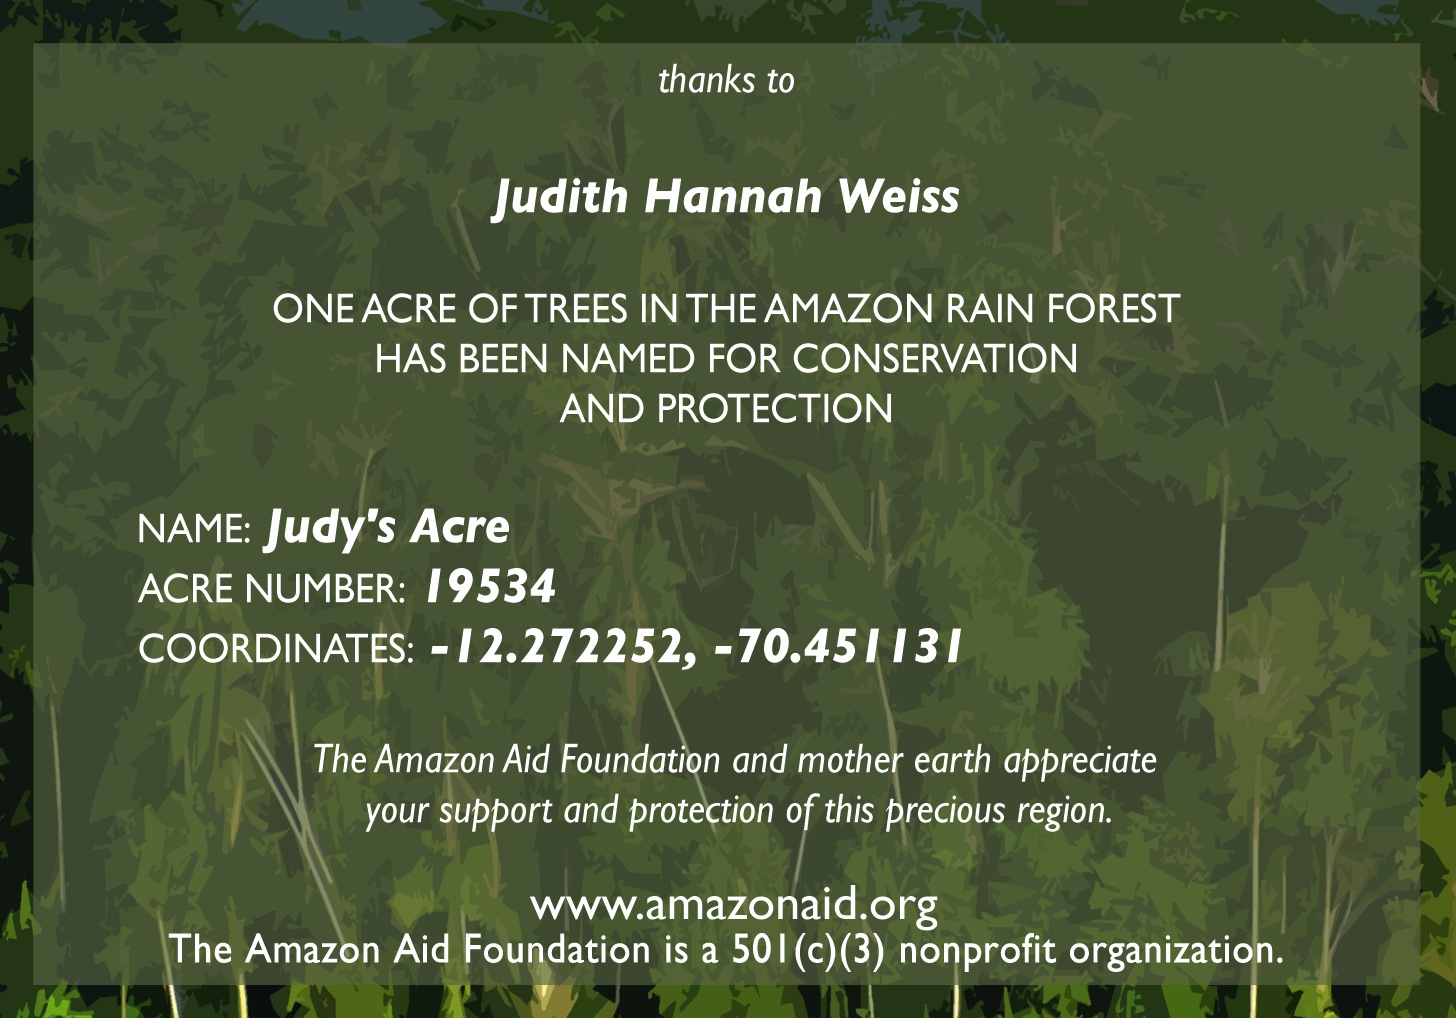 thanks to
Judith Hannah Weiss
ONE ACRE OF TREES IN THE AMAZON RAIN FOREST
HAS BEEN NAMED FOR CONSERVATION
AND PROTECTION
NAME: Judy's Acre
ACRE NUMBER: 19534
COORDINATES: -12.272252, -70.451131
The Amazon Aid Foundation and mother earth appreciate
your support and protection of this precious region.
www.amazonaid.org
The Amazon Aid Foundation is a 501(c)(3) nonprofit organization.